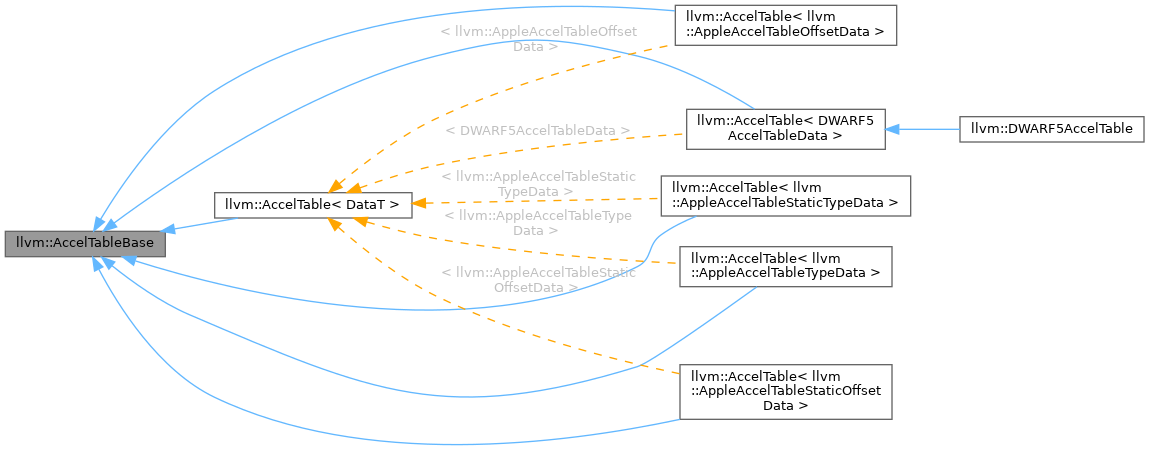 llvm::AccelTable< llvm
::AppleAccelTableOffsetData >
< llvm::AppleAccelTableOffset
Data >
llvm::AccelTable< DWARF5
AccelTableData >
llvm::DWARF5AccelTable
< DWARF5AccelTableData >
< llvm::AppleAccelTableStatic
TypeData >
llvm::AccelTable< llvm
::AppleAccelTableStaticTypeData >
llvm::AccelTable< DataT >
< llvm::AppleAccelTableType
Data >
llvm::AccelTableBase
llvm::AccelTable< llvm
::AppleAccelTableTypeData >
< llvm::AppleAccelTableStatic
OffsetData >
llvm::AccelTable< llvm
::AppleAccelTableStaticOffset
Data >